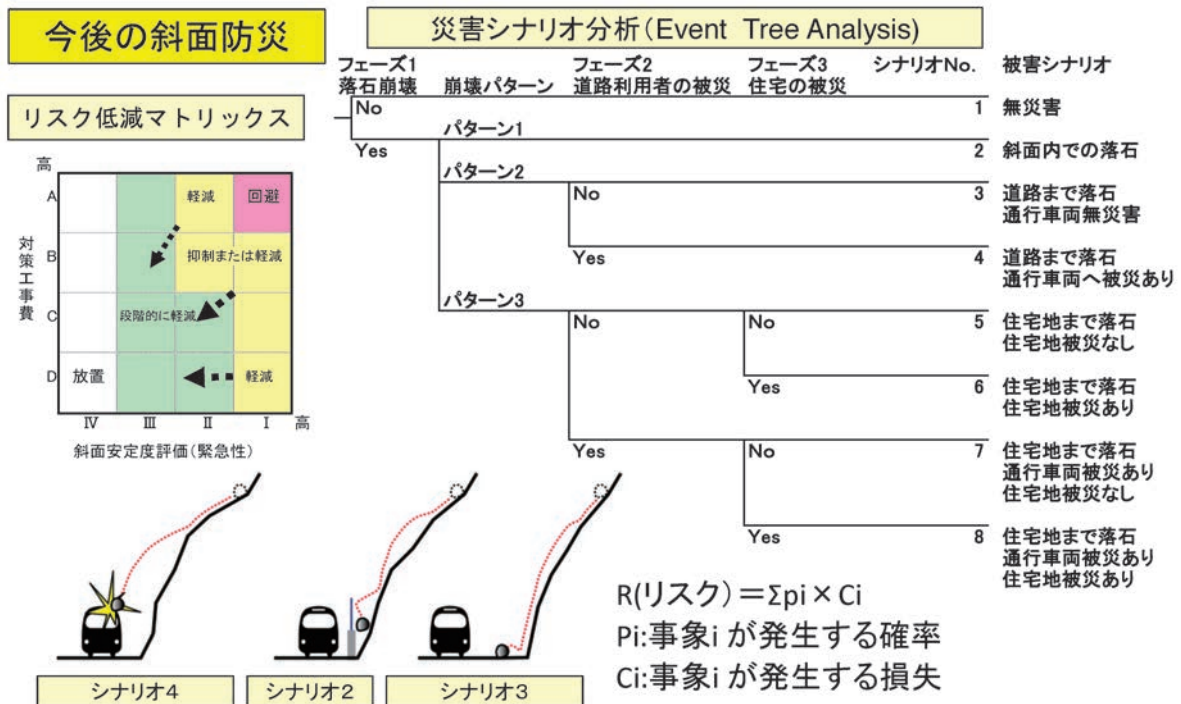 今後の斜面防災
災害シナリオ分析(Event Tree Analysis)
リスク低減マトリックス
高
A
B
C
D
対策工事費
軽減
回避
抑制または軽減
段階的に軽減
放置
軽減
Ⅳ
Ⅲ
Ⅱ
Ⅰ
高
斜面安定度評価(緊急性)
フェーズ1
落石崩壊
崩壊パターン
フェーズ2
道路利用者の被災
フェーズ3
住宅の被災
シナリオNo.
被害シナリオ
No
1
無災害
Yes
パターン1
2
斜面内での落石
パターン2
No
3
道路まで落石
通行車両無災害
Yes
4
道路まで落石
通行車両へ被災あり
パターン3
No
No
5
住宅地まで落石
住宅地被災なし
Yes
6
住宅地まで落石
住宅地被災あり
Yes
No
7
住宅地まで落石
通行車両被災あり
住宅地被災なし
Yes
8
住宅地まで落石
通行車両被災あり
住宅地被災あり
R(リスク)=Σpi×Ci
Pi:事象i が発生する確率
Ci:事象i が発生する損失
シナリオ4
シナリオ2
シナリオ3